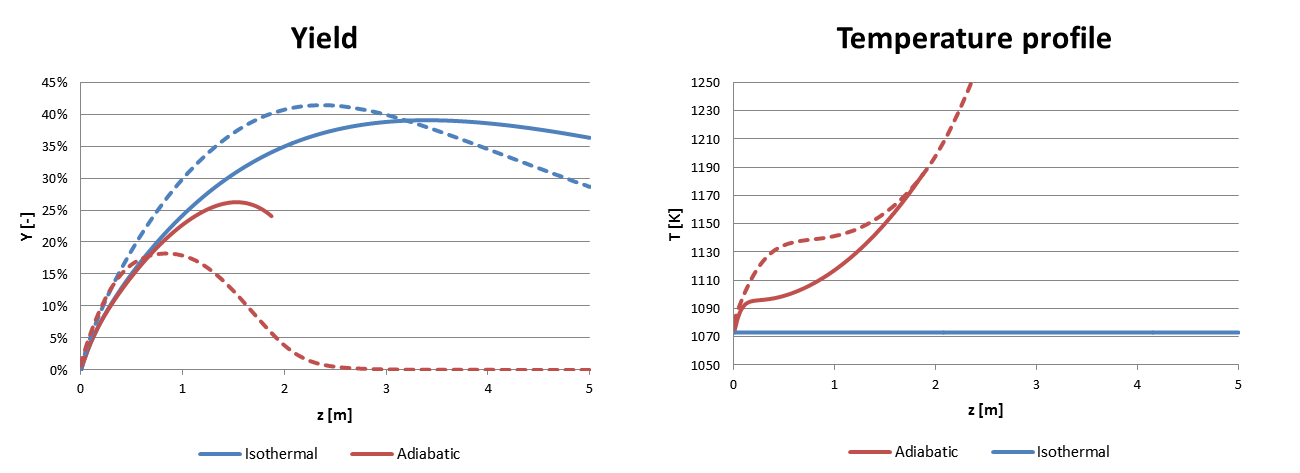 Yield
45%
40%
35%
30%
25%
20%
15%
10%
5%
0%
Y [-]
0 1 2 3 4 5
z [m]
Isothermal Adiabatic
Temperature profile
1250
1230
1210
1190
1170
1150
1130
1110
1090
1070
1050
T [K]
0 1 2 3 4 5
z [m]
Adiabatic Isothermal